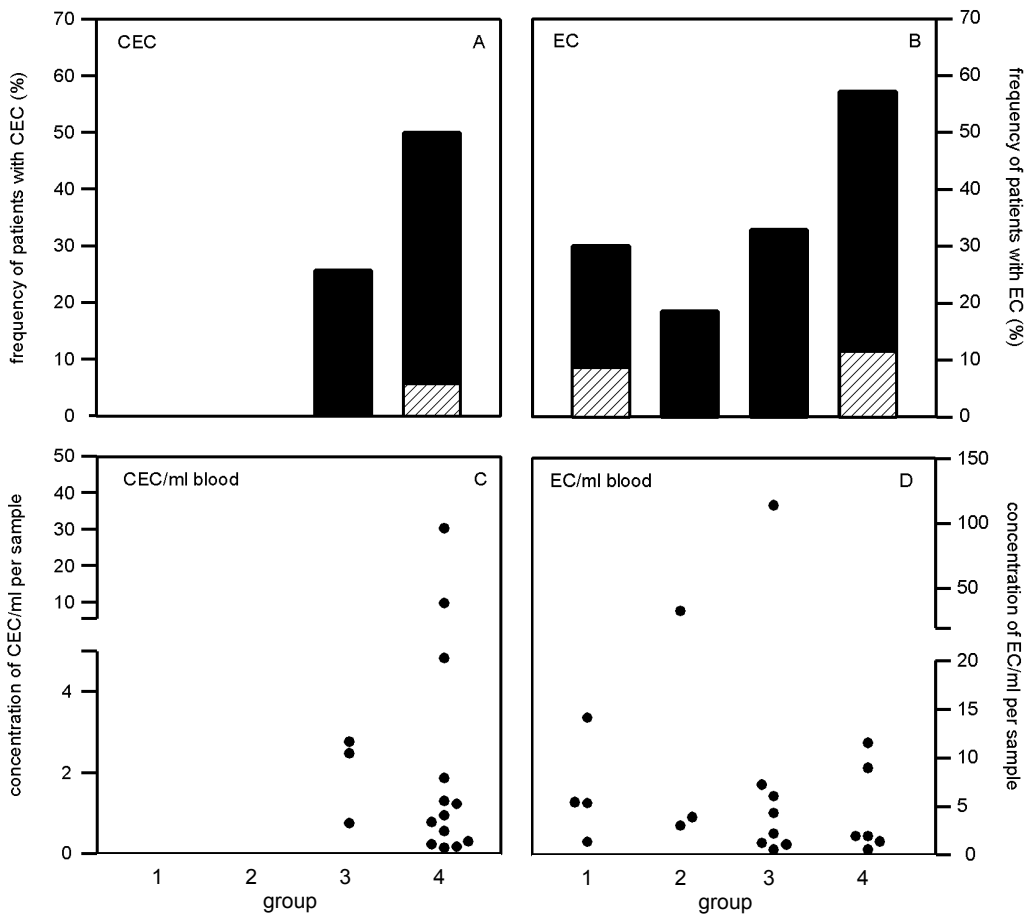 CEC A
frequency of patients with CEC (%)
70
60
50
40
30
20
10
0
EC B
70
60
50
40
30
20
10
0
frequency of patients with EC (%)
CEC/ml blood C
concentration of CEC/ml per sample
50
40
30
20
10
4
2
0
1 2 3 4
group
EC/ml blood D
150
100
50
20
15
10
5
0
concentration of EC/ml per sample
1 2 3 4
group